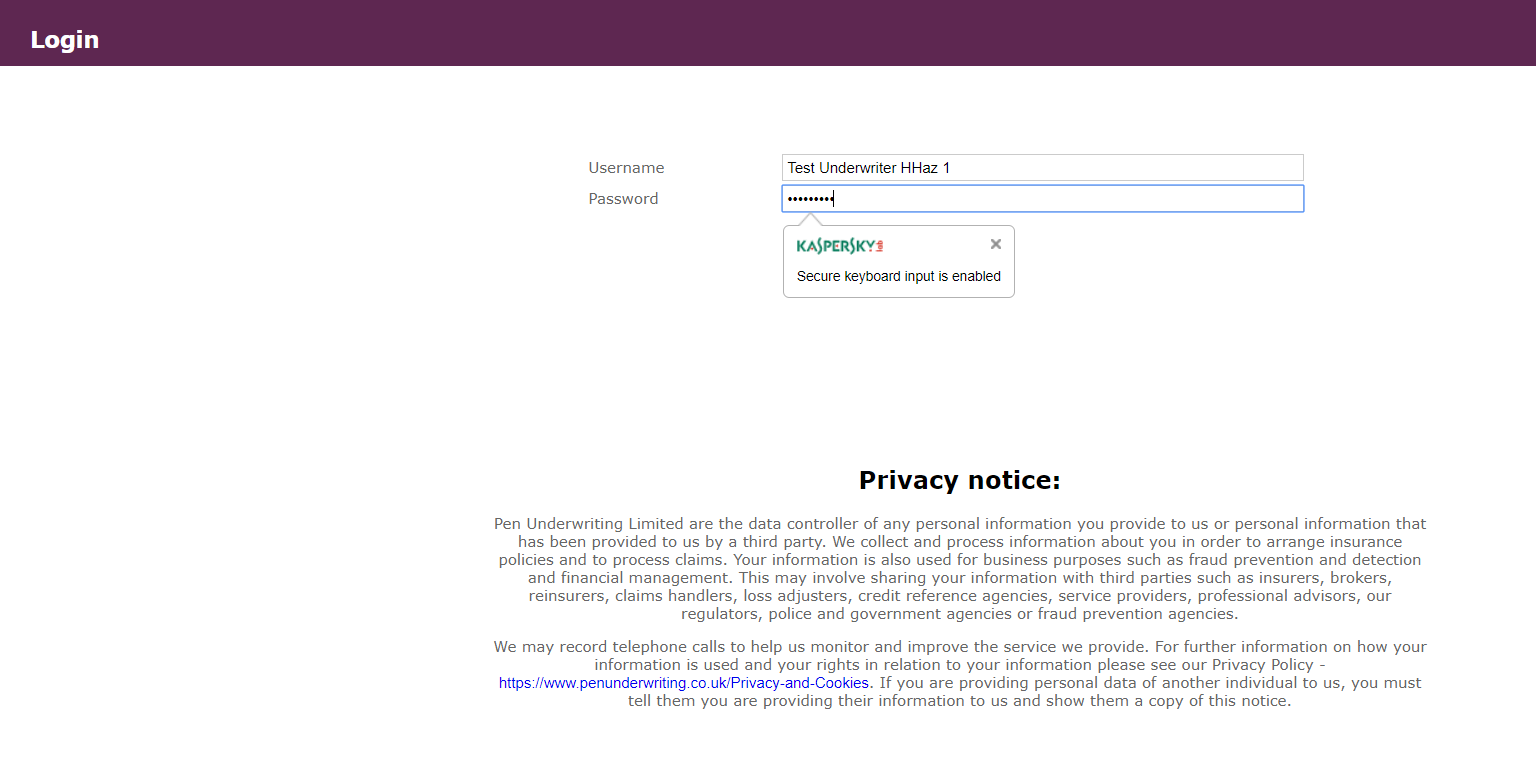 Login
Username
Test Underwriter HHaz 1
Password
•••••••••
KASPERSKY lab
Secure keyboard input is enabled
Privacy notice:
Pen Underwriting Limited are the data controller of any personal information you provide to us or personal information that
has been provided to us by a third party. We collect and process information about you in order to arrange insurance
policies and to process claims. Your information is also used for business purposes such as fraud prevention and detection
and financial management. This may involve sharing your information with third parties such as insurers, brokers,
reinsurers, claims handlers, loss adjusters, credit reference agencies, service providers, professional advisors, our
regulators, police and government agencies or fraud prevention agencies.
We may record telephone calls to help us monitor and improve the service we provide. For further information on how your
information is used and your rights in relation to your information please see our Privacy Policy -
https://www.penunderwriting.co.uk/Privacy-and-Cookies. If you are providing personal data of another individual to us, you must
tell them you are providing their information to us and show them a copy of this notice.